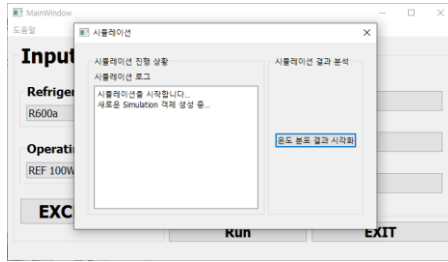 MainWindow
도움말
시뮬레이션
Input
시뮬레이션 진행 상황
시뮬레이션 결과 분석
시뮬레이션 로그
시뮬레이션를 시작합니다...
새로운 Simulation 객체 생성 중...
Refriger
R600a
온도 분포 결과 시각화
Operati
REF 100W
EXC
Run
EXIT